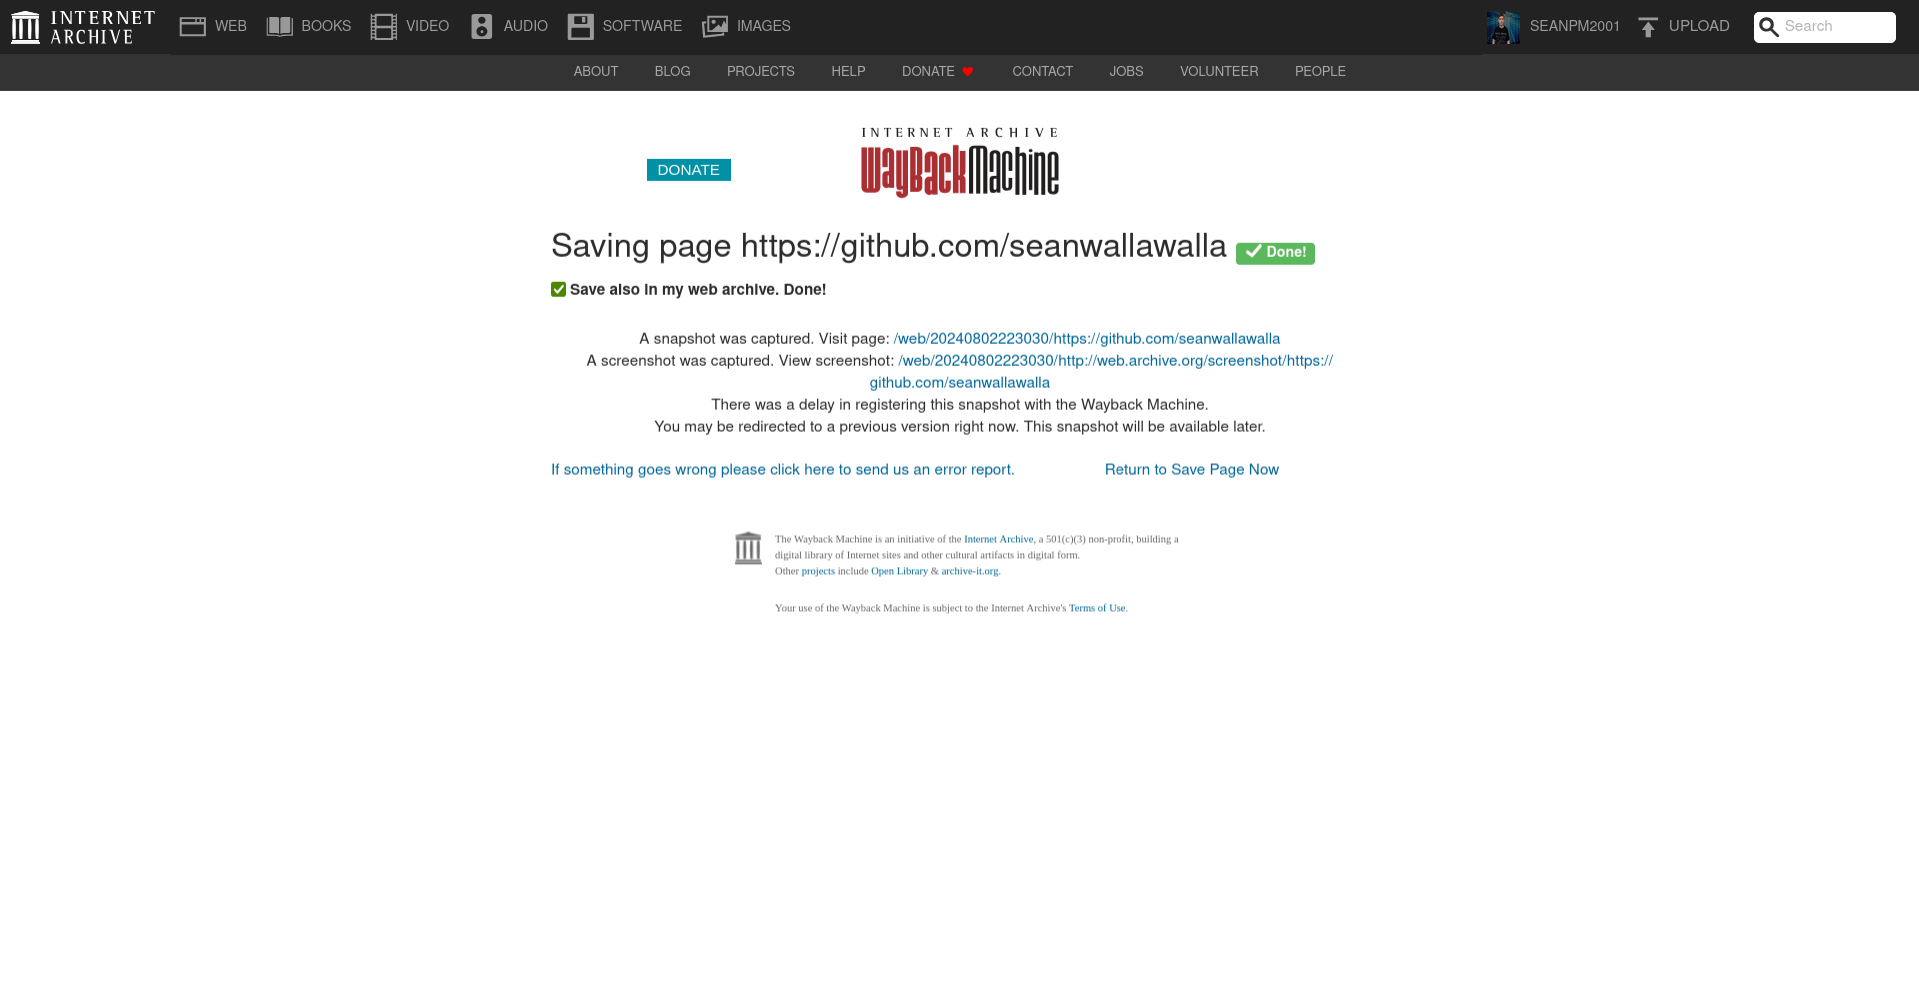 INTERNET
ARCHIVE
WEB
BOOKS
VIDEO
AUDIO
SOFTWARE
IMAGES
SEANPM2001
UPLOAD
Search
ABOUT
BLOG
PROJECTS
HELP
DONATE
CONTACT
JOBS
VOLUNTEER
PEOPLE
DONATE
INTERNET ARCHIVE
WayBackMachine
Saving page https://github.com/seanwallawalla Done!
Save also in my web archive. Done!
A snapshot was captured. Visit page: /web/20240802223030/https://github.com/seanwallawalla
A screenshot was captured. View screenshot: /web/20240802223030/http://web.archive.org/screenshot/https://
github.com/seanwallawalla
There was a delay in registering this snapshot with the Wayback Machine.
You may be redirected to a previous version right now. This snapshot will be available later.
If something goes wrong please click here to send us an error report.
Return to Save Page Now
The Wayback Machine is an initiative of the Internet Archive, a 501(c)(3) non-profit, building a
digital library of Internet sites and other cultural artifacts in digital form.
Other projects include Open Library & archive-it.org.
Your use of the Wayback Machine is subject to the Internet Archive's Terms of Use.